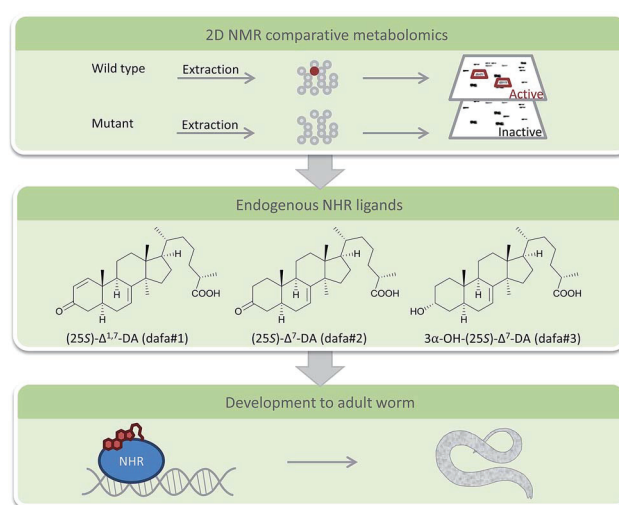 2D NMR comparative metabolomics
Wild type
Extraction
Active
Mutant
Extraction
Inactive
Endogenous NHR ligands
H
H
H
H
O
COOH
H
H
H
H
O
COOH
H
H
H
H
HO
COOH
(25S)-Δ¹,⁷-DA (dafa#1)
(25S)-Δ⁷-DA (dafa#2)
3α-OH-(25S)-Δ⁷-DA (dafa#3)
Development to adult worm
NHR